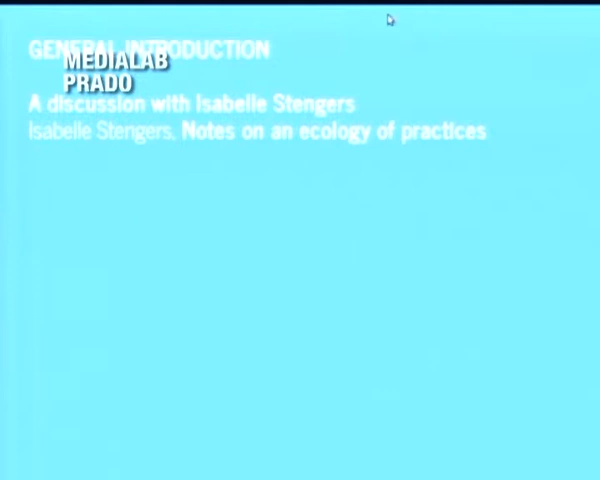 GENERAL INTRODUCTION
MEDIALAB
PRADO
A discussion with Isabelle Stengers
Isabelle Stengers, Notes on an ecology of practices